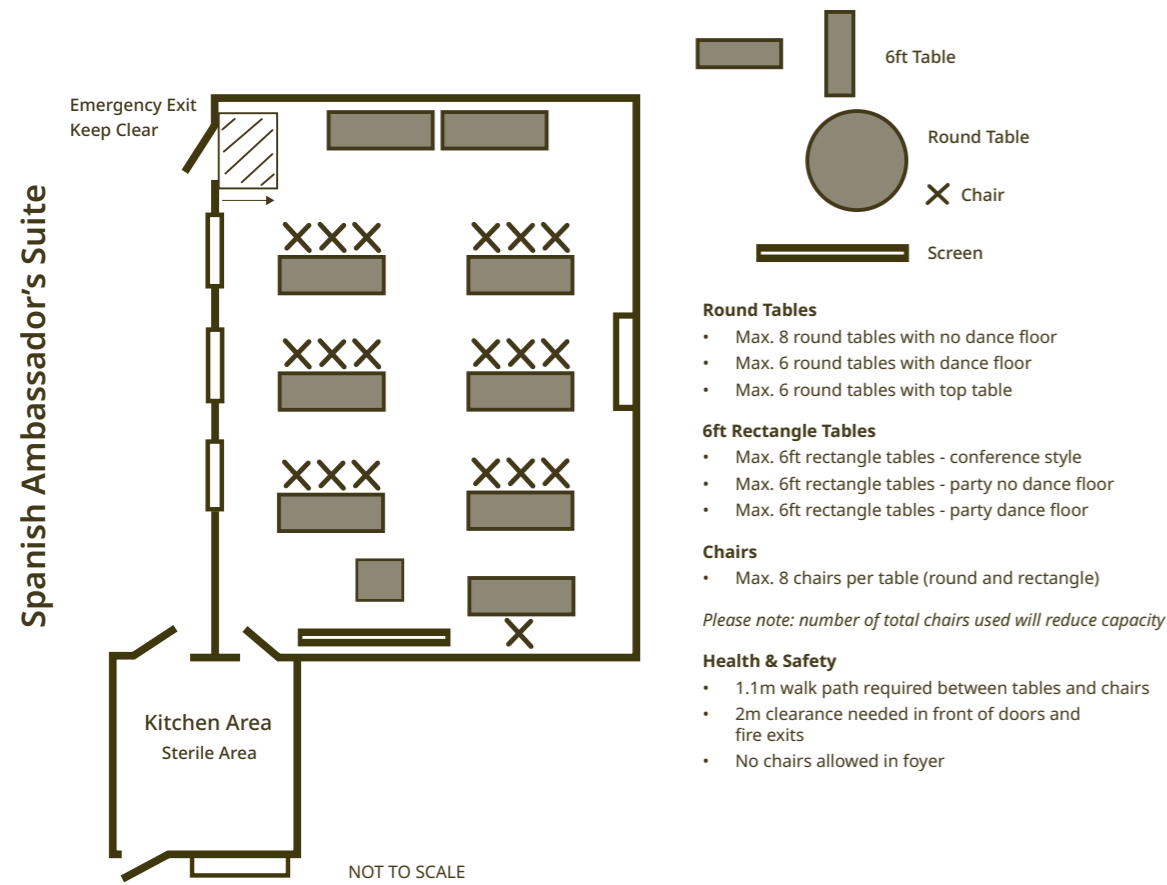 Spanish Ambassador's Suite
Emergency Exit
Keep Clear
Kitchen Area
Sterile Area
NOT TO SCALE
6ft Table
Round Table
Chair
Screen
Round Tables
• Max. 8 round tables with no dance floor
• Max. 6 round tables with dance floor
• Max. 6 round tables with top table
6ft Rectangle Tables
• Max. 6ft rectangle tables - conference style
• Max. 6ft rectangle tables - party no dance floor
• Max. 6ft rectangle tables - party dance floor
Chairs
• Max. 8 chairs per table (round and rectangle)
Please note: number of total chairs used will reduce capacity
Health & Safety
• 1.1m walk path required between tables and chairs
• 2m clearance needed in front of doors and
fire exits
• No chairs allowed in foyer